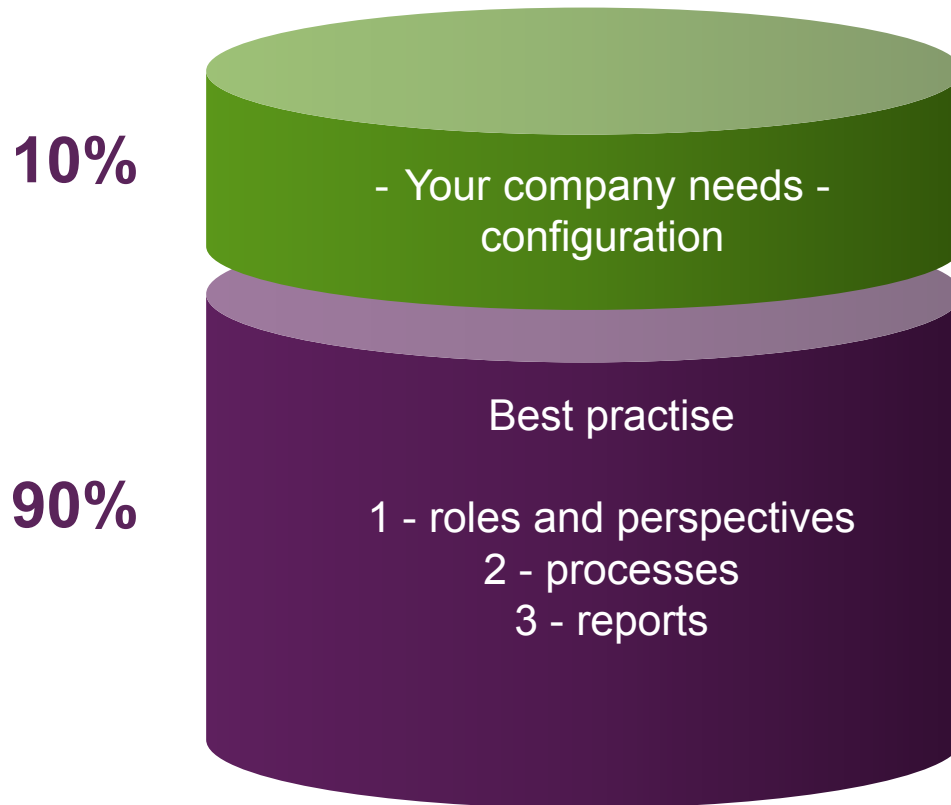 10%
- Your company needs -
configuration
90%
Best practise
1 - roles and perspectives
2 - processes
3 - reports